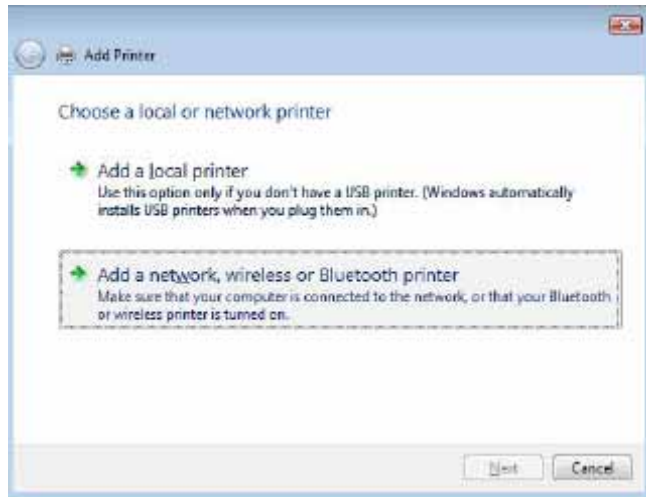 Add Printer
Choose a local or network printer
Add a local printer
Use this option only if you don't have a USB printer. (Windows automatically
installs USB printers when you plug them in.)
Add a network, wireless or Bluetooth printer
Make sure that your computer is connected to the network, or that your Bluetooth
or wireless printer is turned on.
Next Cancel